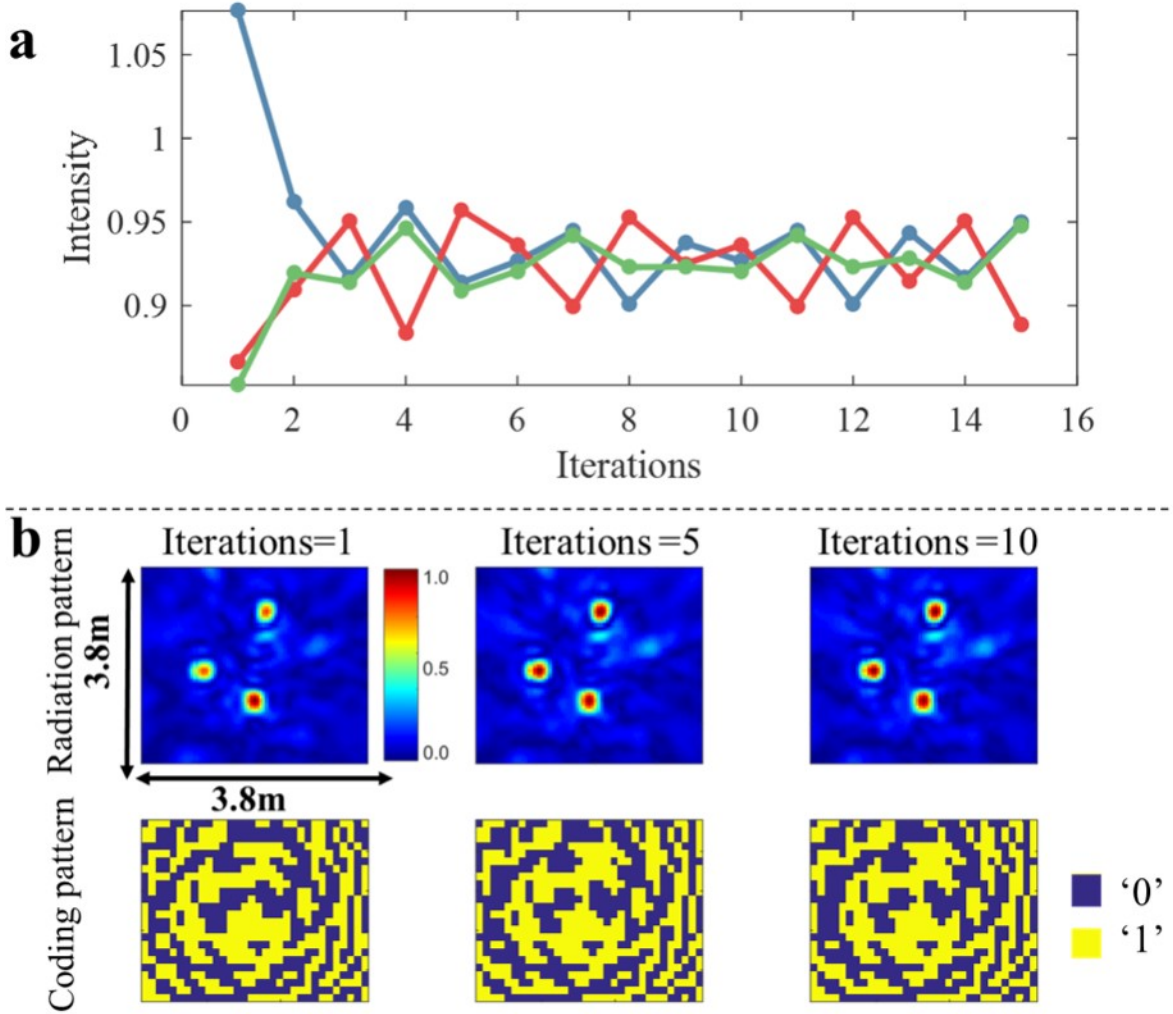 a
1.05
1
0.95
0.9
Intensity
0 2 4 6 8 10 12 14 16
Iterations
b
Iterations=1 Iterations =5 Iterations =10
Radiation pattern
3.8m
1.0
0.5
0.0
3.8m
Coding pattern
‘0’
‘1’